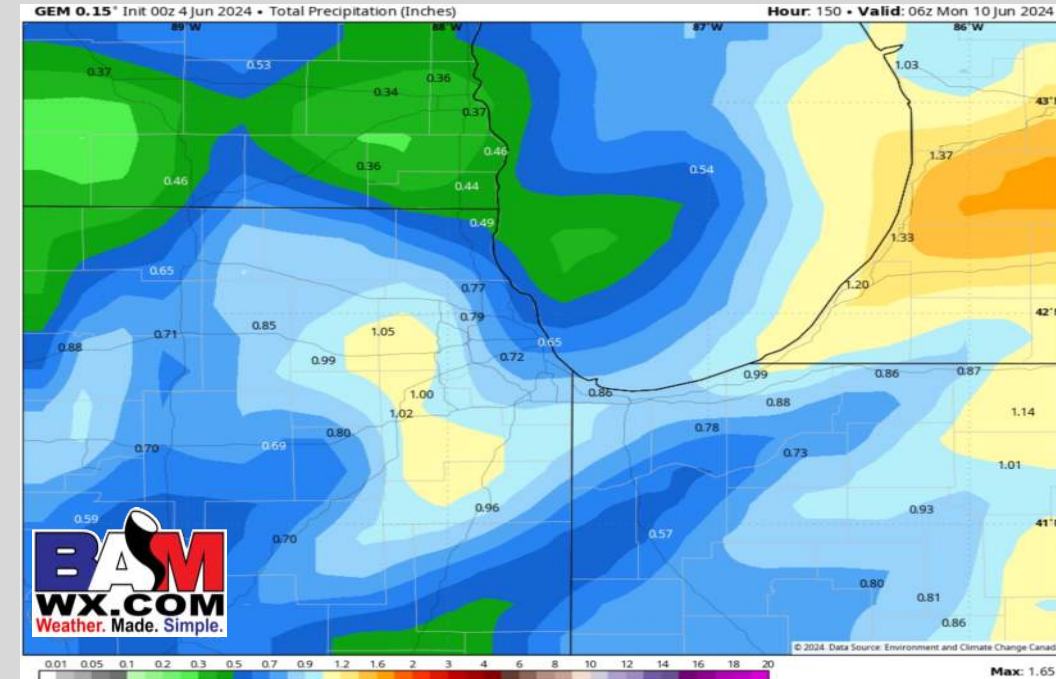 GEM 0.15° Init 00z 4 Jun 2024 • Total Precipitation (Inches) Hour: 150 • Valid: 06z Mon 10 Jun 2024
89°W 88°W 87°W 86°W
0.53 1.03
0.37 0.36
0.34
43°
0.37
0.46 1.37
0.36 0.54
0.46 0.44
0.49 1.33
0.65
0.77 1.20
0.79 42°
0.85 1.05
0.71 0.65
0.88 0.72
0.99 0.99 0.86 0.87
1.00 0.86
0.88
1.02 1.14
0.80 0.78
0.70 0.69 0.73
1.01
0.96 0.93
0.59 41°
0.70 0.57
BAM
WX.COM
Weather. Made. Simple.
0.80
0.81
0.86
© 2024 Data Source: Environment and Climate Change Canad
0.01 0.05 0.1 0.2 0.3 0.5 0.7 0.9 1.2 1.6 2 3 4 6 8 10 12 14 16 18 20
Max: 1.65